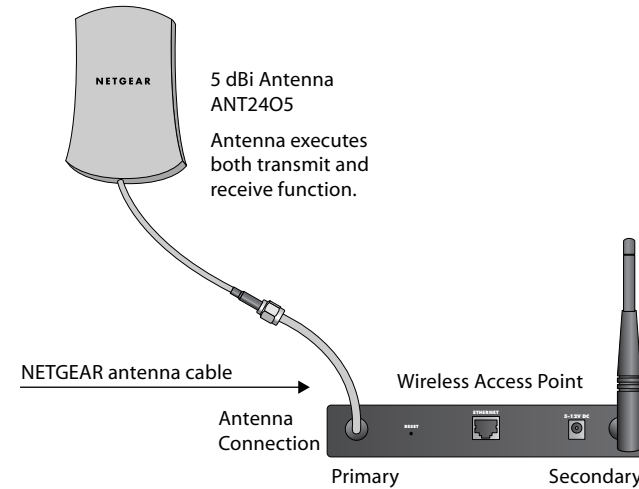 NETGEAR
5 dBi Antenna
ANT24O5
Antenna executes
both transmit and
receive function.
NETGEAR antenna cable
Wireless Access Point
Antenna
Connection
RESET
ETHERNET
5-12V DC
Primary
Secondary